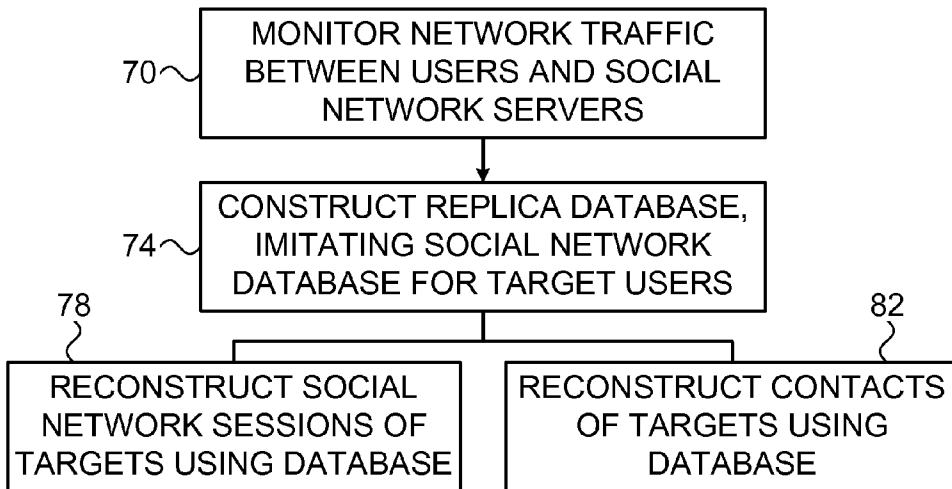 MONITOR NETWORK TRAFFIC
BETWEEN USERS AND SOCIAL
NETWORK SERVERS
70
CONSTRUCT REPLICA DATABASE,
IMITATING SOCIAL NETWORK
DATABASE FOR TARGET USERS
74
78
RECONSTRUCT SOCIAL
NETWORK SESSIONS OF
TARGETS USING DATABASE
82
RECONSTRUCT CONTACTS
OF TARGETS USING
DATABASE